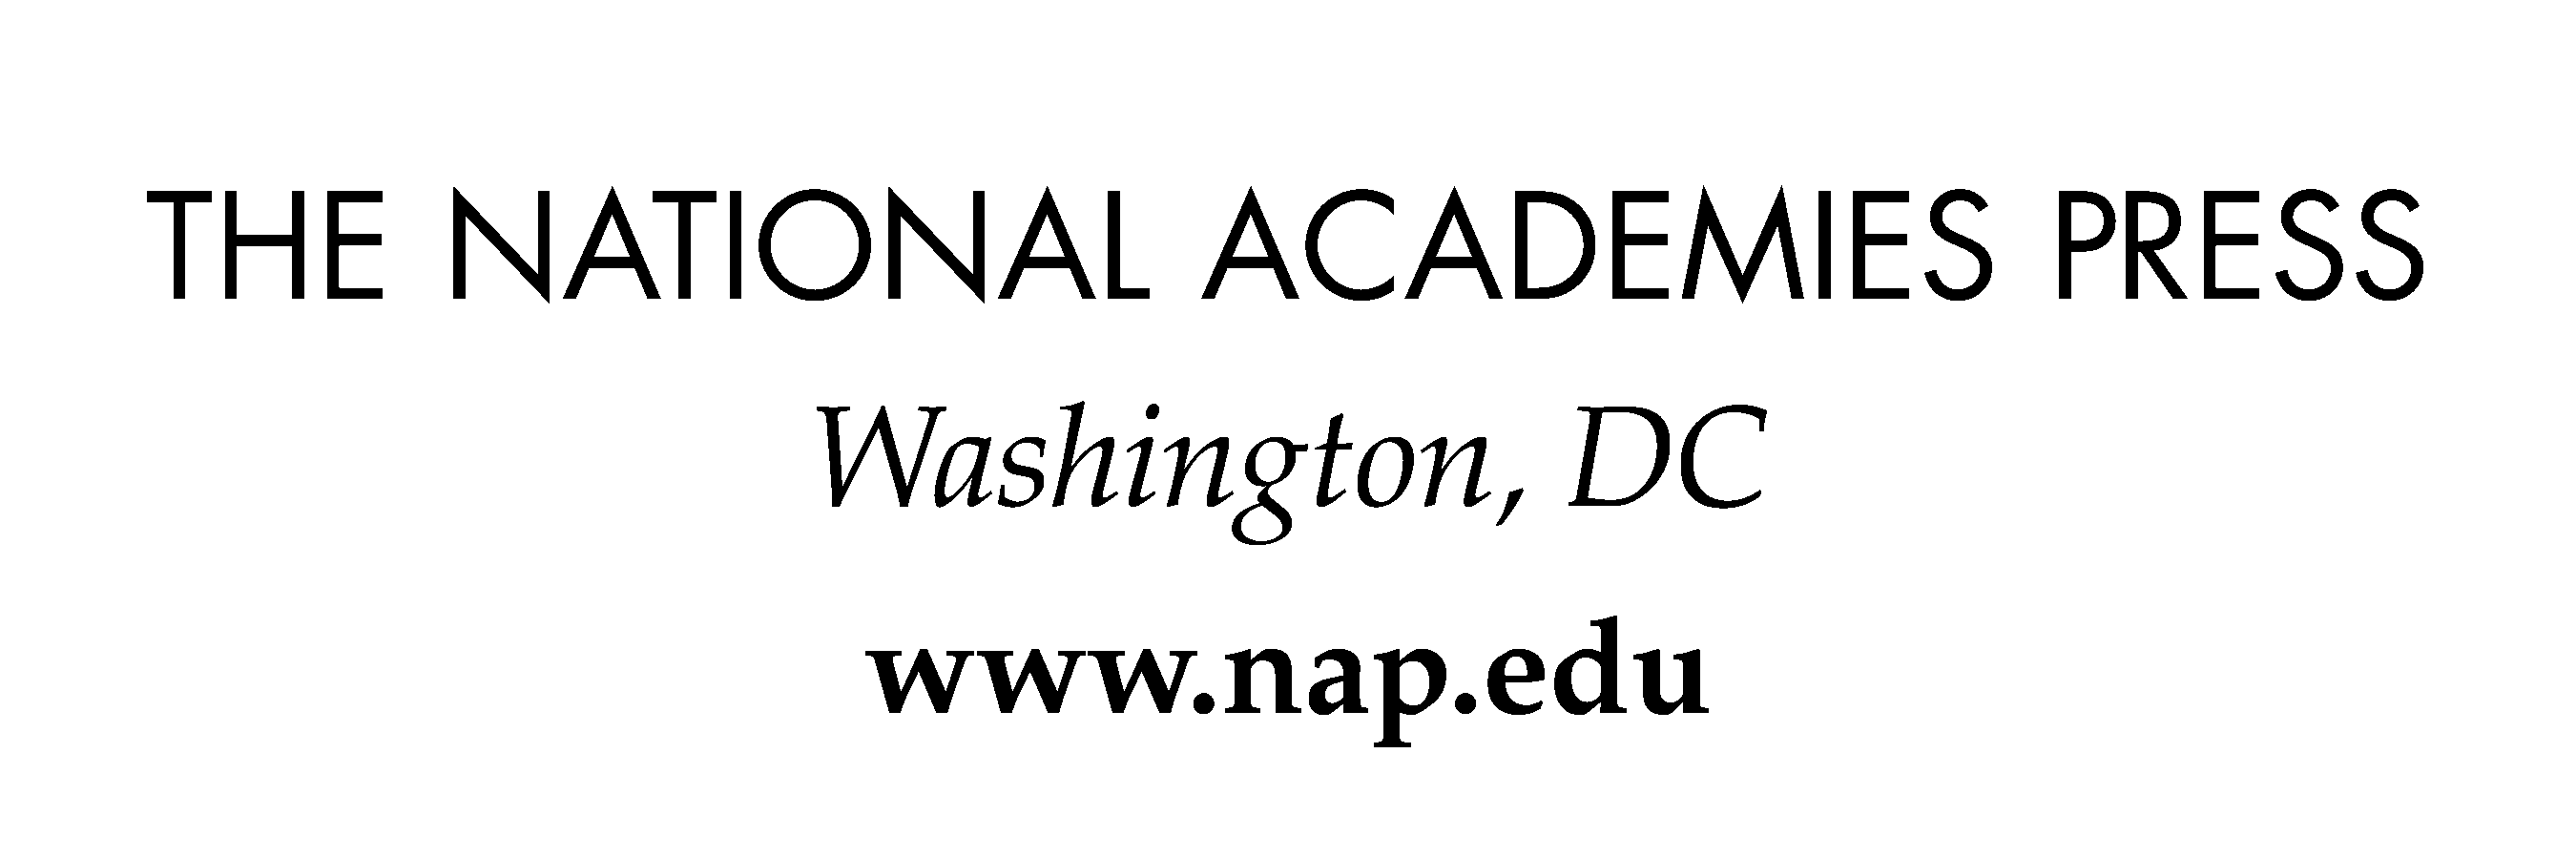 THE NATIONAL ACADEMIES PRESS
Washington, DC
www.nap.edu